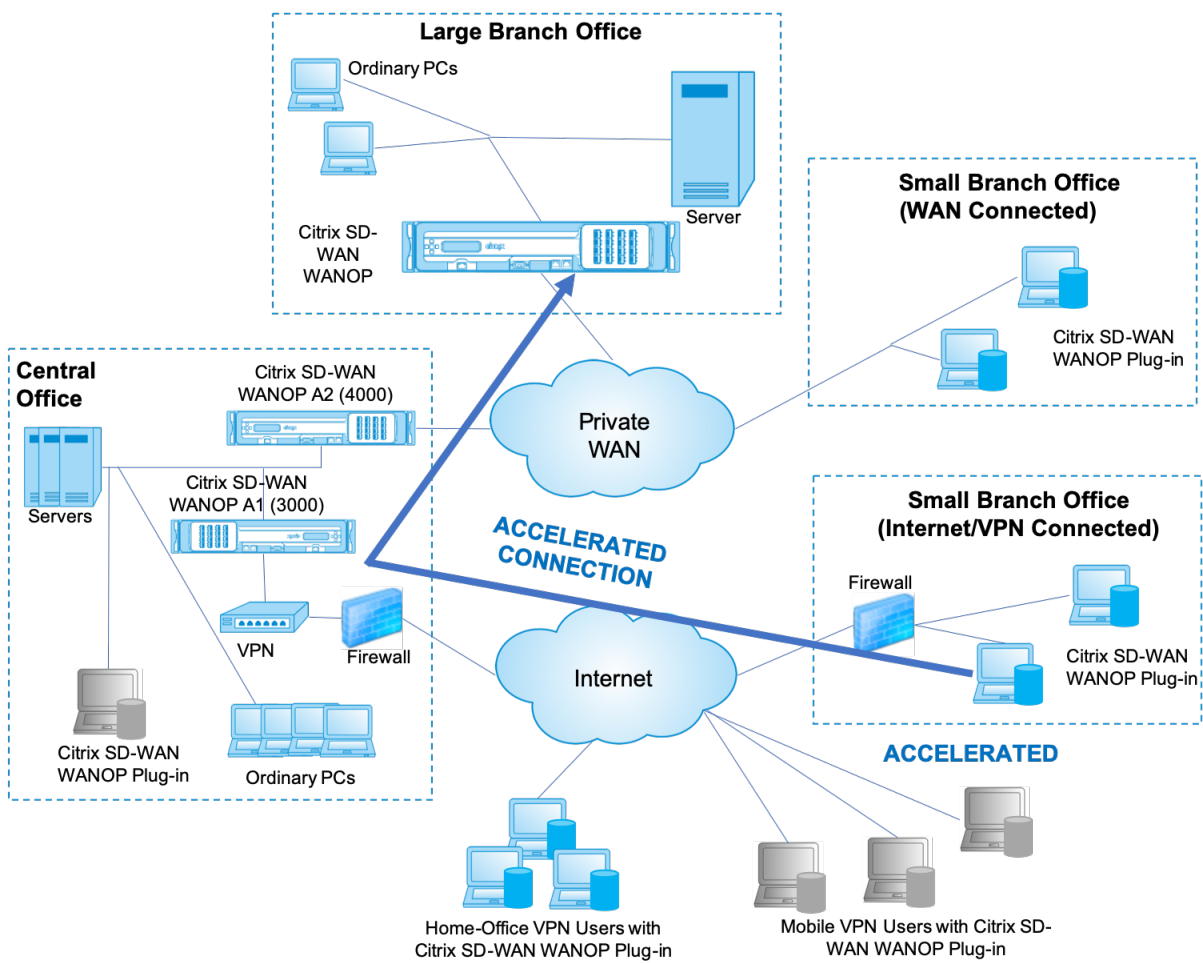 Large Branch Office
Ordinary PCs
Server
Citrix SD-
WAN
WANOP
Small Branch Office
(WAN Connected)
Citrix SD-WAN
WANOP Plug-in
Central
Office
Citrix SD-WAN
WANOP A2 (4000)
Servers
Citrix SD-WAN
WANOP A1 (3000)
VPN
Firewall
Citrix SD-WAN
WANOP Plug-in
Ordinary PCs
Private
WAN
ACCELERATED
CONNECTION
Internet
Small Branch Office
(Internet/VPN Connected)
Firewall
Citrix SD-WAN
WANOP Plug-in
ACCELERATED
Home-Office VPN Users with
Citrix SD-WAN WANOP Plug-in
Mobile VPN Users with Citrix SD-
WAN WANOP Plug-in